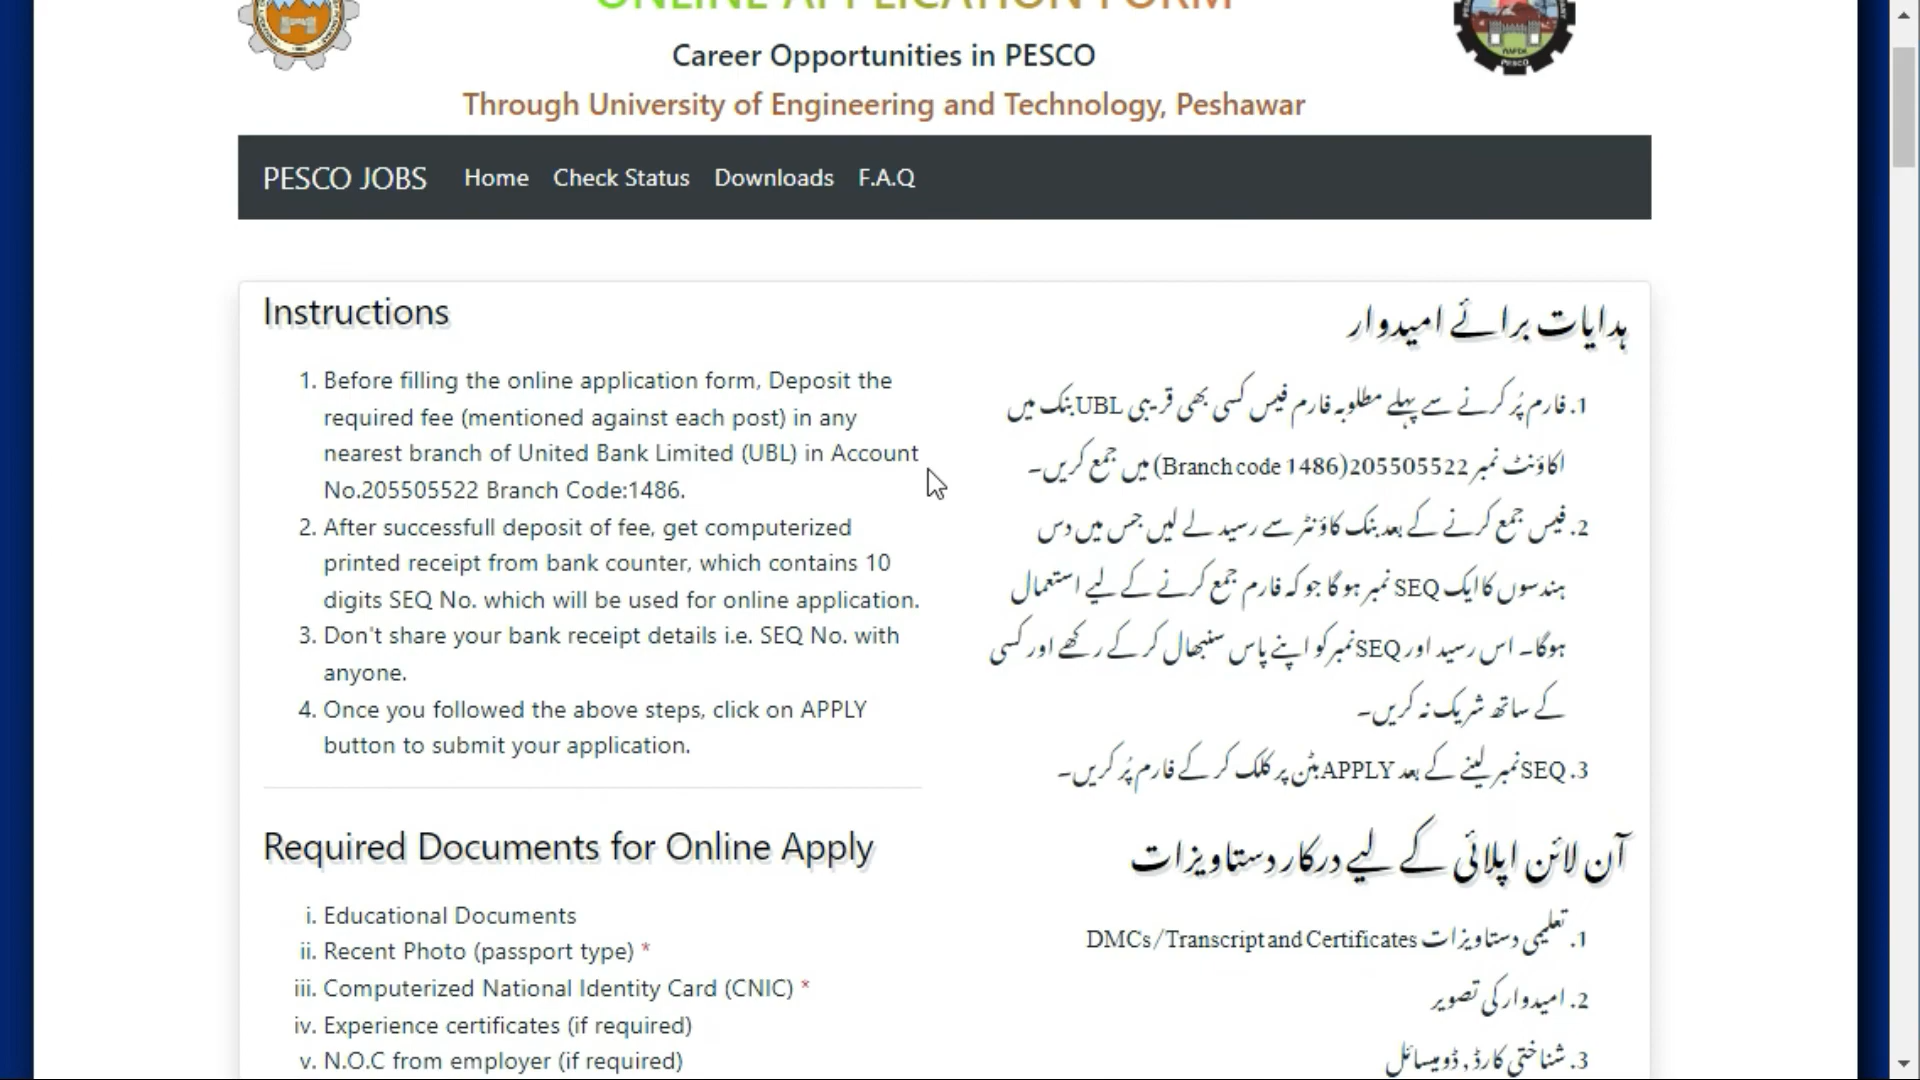 ONLINE APPLICATION FORM
Career Opportunities in PESCO
Through University of Engineering and Technology, Peshawar
PESCO JOBS Home Check Status Downloads F.A.Q
Instructions
1. Before filling the online application form, Deposit the
required fee (mentioned against each post) in any
nearest branch of United Bank Limited (UBL) in Account
No.205505522 Branch Code:1486.
2. After successfull deposit of fee, get computerized
printed receipt from bank counter, which contains 10
digits SEQ No. which will be used for online application.
3. Don't share your bank receipt details i.e. SEQ No. with
anyone.
4. Once you followed the above steps, click on APPLY
button to submit your application.
Required Documents for Online Apply
i. Educational Documents
ii. Recent Photo (passport type) *
iii. Computerized National Identity Card (CNIC) *
iv. Experience certificates (if required)
v. N.O.C from employer (if required)
ہدایات برائے امیدوار
1. فارم پُر کرنے سے پہلے مطلوبہ فارم فیس کسی بھی قریبی UBL بنک میں
اکاؤنٹ نمبر 205505522(Branch code 1486) میں جمع کریں۔
2. فیس جمع کرنے کے بعد بنک کاؤنٹر سے رسید لے لیں جس میں دس
ہندسوں کا ایک SEQ نمبر ہو گا جو کہ فارم جمع کرنے کے لیے استعمال
ہوگا۔ اس رسید اور SEQ نمبر کو اپنے پاس سنبھال کر کے رکھے اور کسی
کے ساتھ شریک نہ کریں۔
3. SEQ نمبر لینے کے بعد APPLY بٹن پر کلک کر کے فارم پُر کریں۔
آن لائن اپلائی کے لیے درکار دستاویزات
1. تعلیمی دستاویزات DMCs /Transcript and Certificates
2. امیدوار کی تصویر
3. شناختی کارڈ , ڈومیسائل